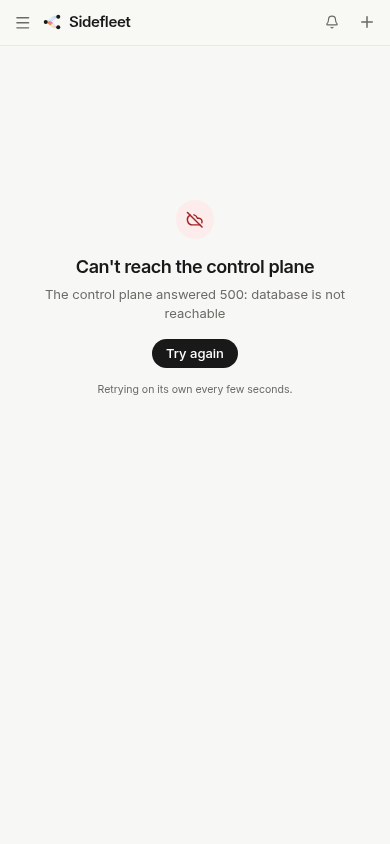 Sidefleet
Can't reach the control plane
The control plane answered 500: database is not
reachable
Try again
Retrying on its own every few seconds.